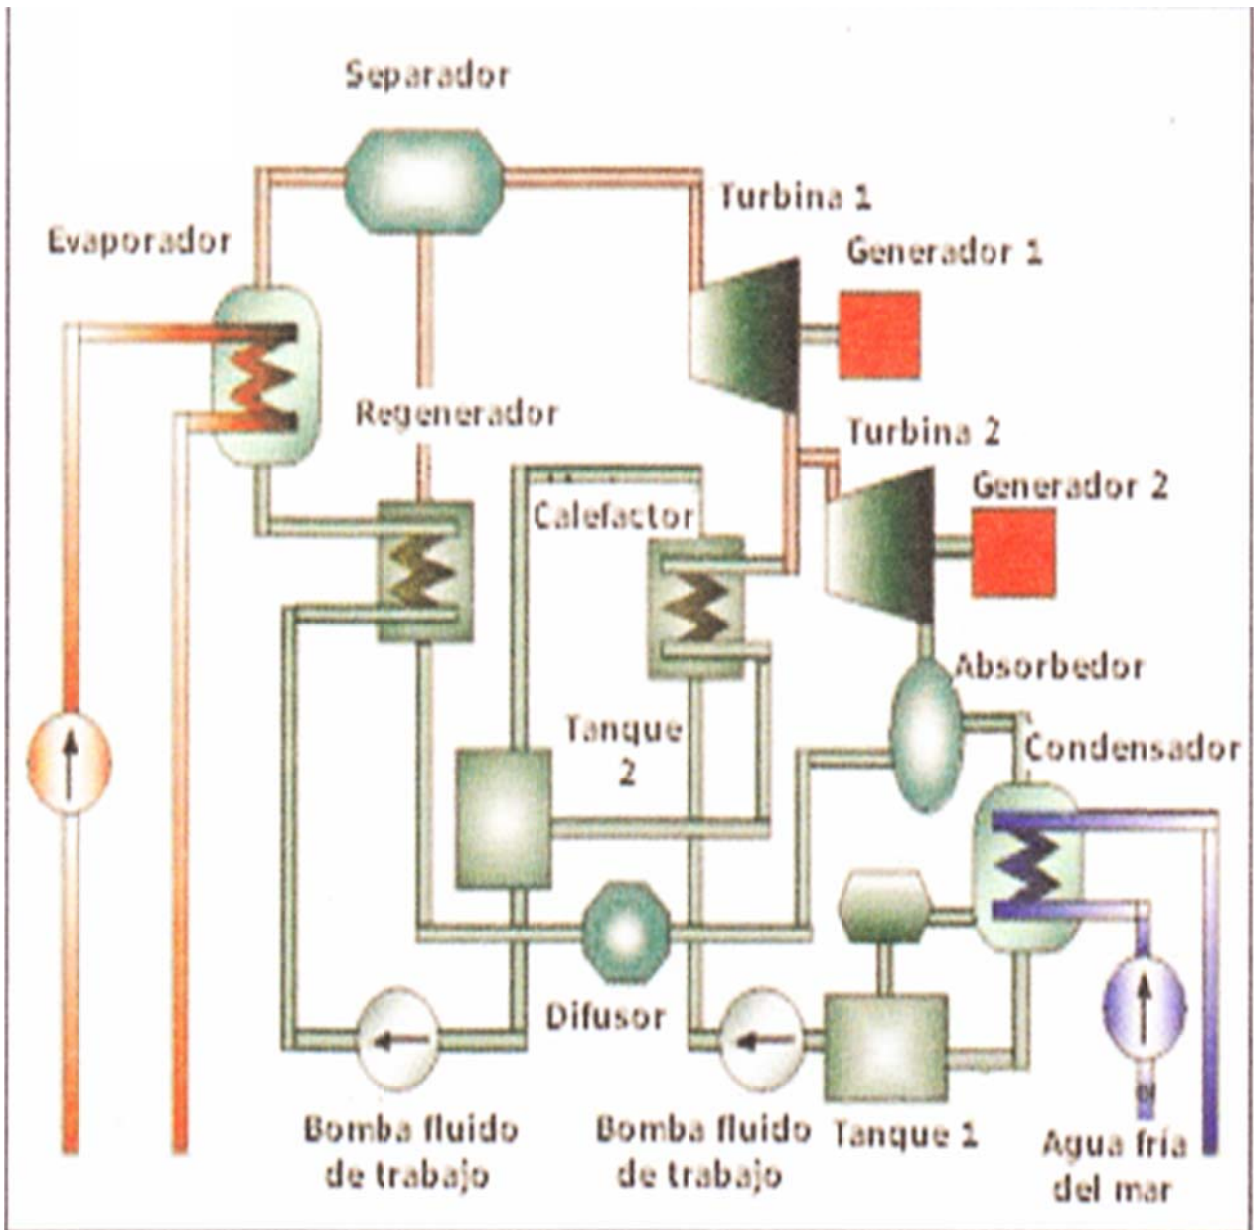 Separador
Turbina 1
Evaporador
Generador 1
Regenerador
Turbina 2
Calefactor
Generador 2
Absorbedor
Tanque
2
Condensador
Difusor
Bomba fluido
de trabajo
Bomba fluido
de trabajo
Tanque 1
Agua fría
del mar